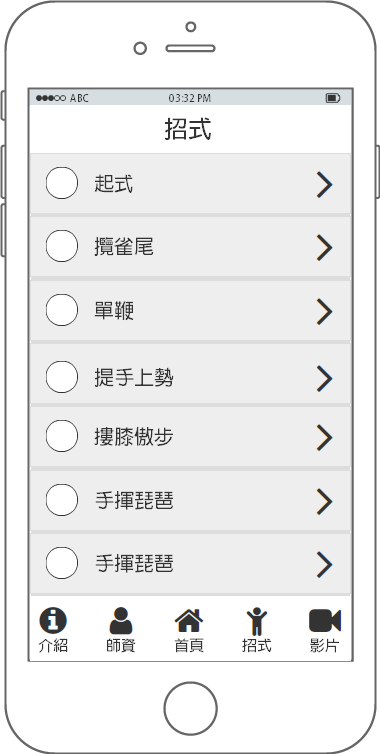 ABC 03:32 PM
招式
起式
攬雀尾
單鞭
提手上勢
摟膝傲步
手揮琵琶
手揮琵琶
介紹 師資 首頁 招式 影片